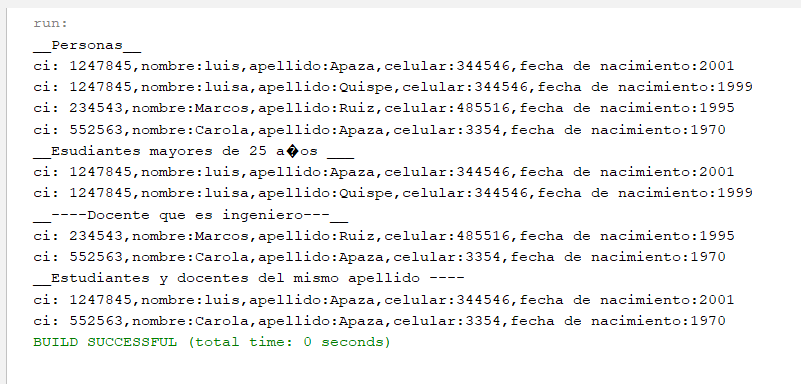 run:
__Personas__
ci: 1247845,nombre:luis,apellido:Apaza,celular:344546,fecha de nacimiento:2001
ci: 1247845,nombre:luisa,apellido:Quispe,celular:344546,fecha de nacimiento:1999
ci: 234543,nombre:Marcos,apellido:Ruiz,celular:485516,fecha de nacimiento:1995
ci: 552563,nombre:Carola,apellido:Apaza,celular:3354,fecha de nacimiento:1970
__Esudiantes mayores de 25 a�os ___
ci: 1247845,nombre:luis,apellido:Apaza,celular:344546,fecha de nacimiento:2001
ci: 1247845,nombre:luisa,apellido:Quispe,celular:344546,fecha de nacimiento:1999
__----Docente que es ingeniero---__
ci: 234543,nombre:Marcos,apellido:Ruiz,celular:485516,fecha de nacimiento:1995
ci: 552563,nombre:Carola,apellido:Apaza,celular:3354,fecha de nacimiento:1970
__Estudiantes y docentes del mismo apellido ----
ci: 1247845,nombre:luis,apellido:Apaza,celular:344546,fecha de nacimiento:2001
ci: 552563,nombre:Carola,apellido:Apaza,celular:3354,fecha de nacimiento:1970
BUILD SUCCESSFUL (total time: 0 seconds)